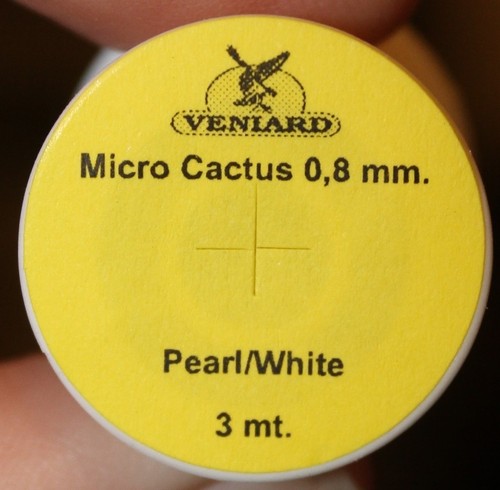 VENIARD
Micro Cactus 0,8 mm.
Pearl/White
3 mt.